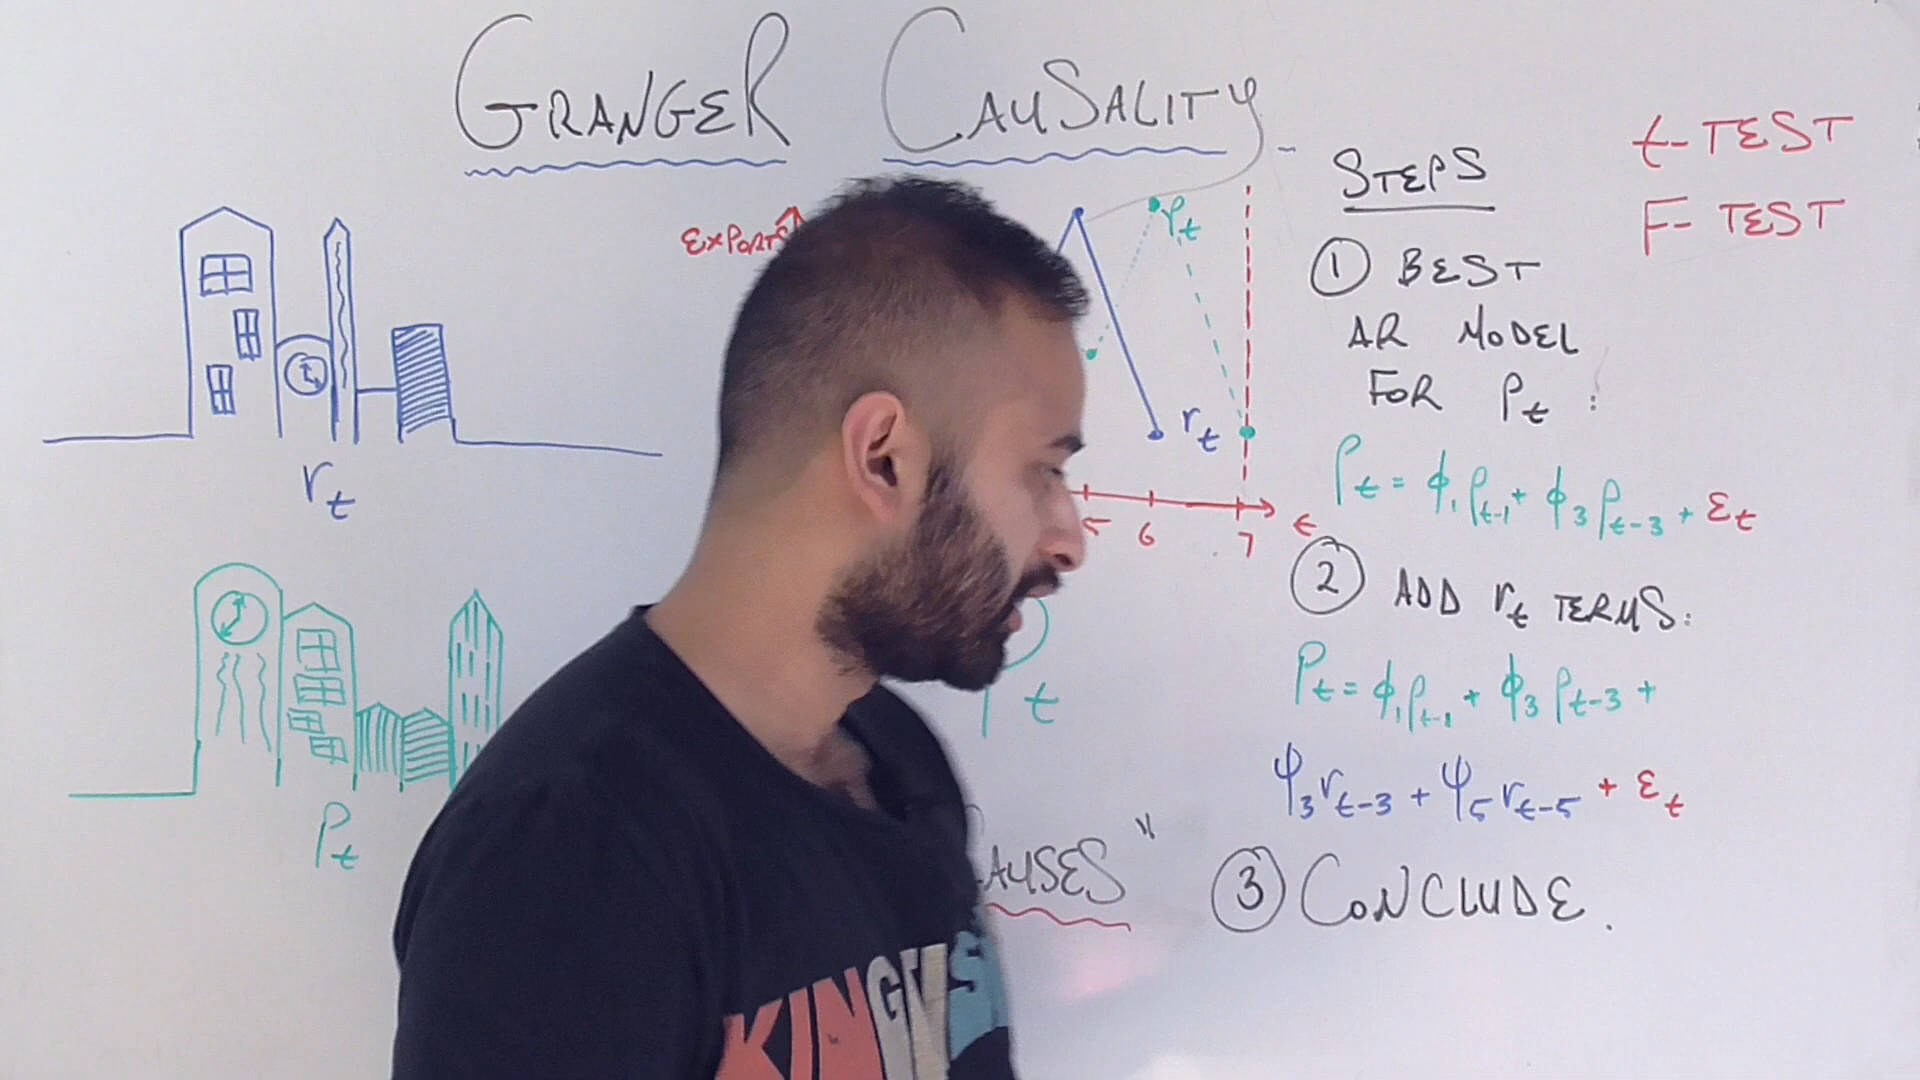 GRANGER CAUSALITY
t-TEST
F-TEST
EXPORTS
rt
Pt
rt
5 6 7 t
Pt
t
CAUSES"
STEPS
① BEST
AR MODEL
FOR Pt :
Pt = ϕ1Pt-1 + ϕ3Pt-3 + εt
② ADD rt TERMS:
Pt = ϕ1Pt-1 + ϕ3Pt-3 +
ψ3rt-3 + ψ5rt-5 + εt
③ CONCLUDE.